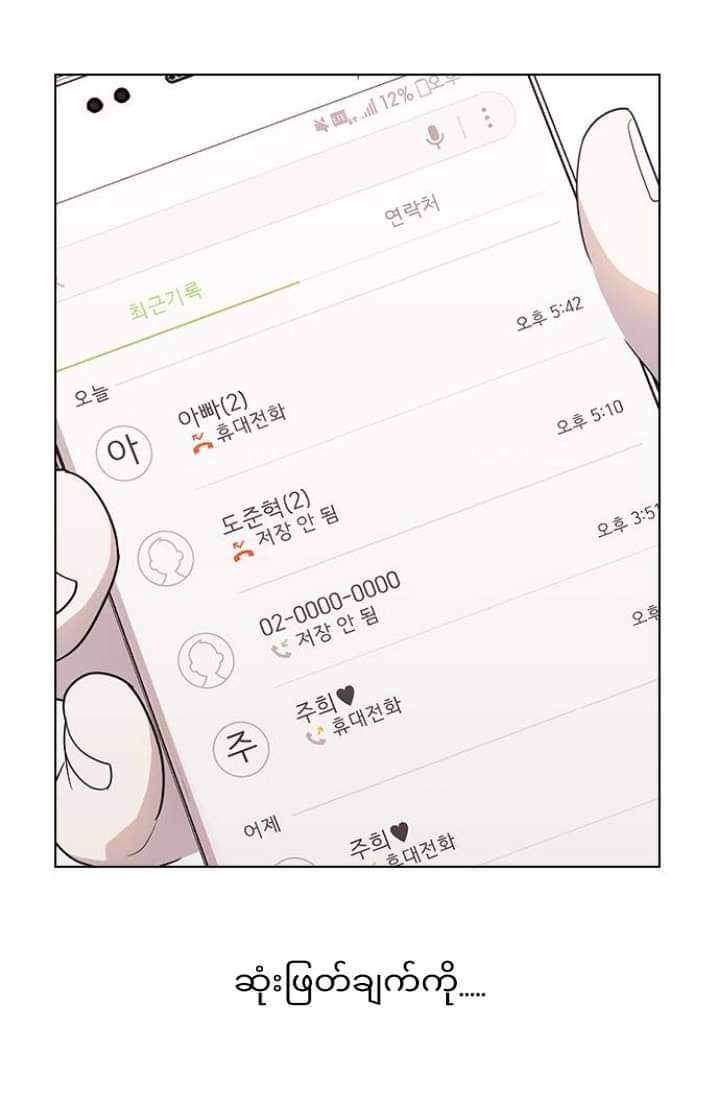 12% 오후
연락처
최근기록
오늘
오후 5:42
아 아빠(2)
휴대전화
오후 5:10
도준혁(2)
저장 안 됨
오후 3:51
02-0000-0000
저장 안 됨
오후
주 주희♥
휴대전화
어제
주희♥
휴대전화
ဆုံးဖြတ်ချက်ကို.....